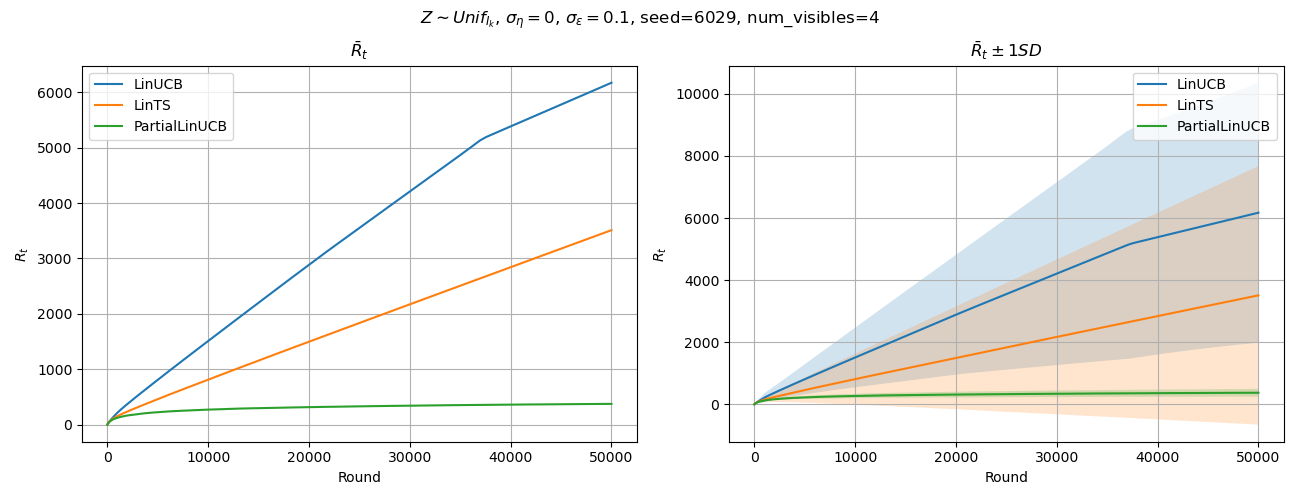 Z ∼ Unif_{I_k}, σ_η = 0, σ_ε = 0.1, seed=6029, num_visibles=4
R̄_t
LinUCB
LinTS
PartialLinUCB
6000
5000
4000
3000
2000
1000
0
R_t
0 10000 20000 30000 40000 50000
Round
R̄_t ± 1SD
LinUCB
LinTS
PartialLinUCB
10000
8000
6000
4000
2000
0
R_t
0 10000 20000 30000 40000 50000
Round